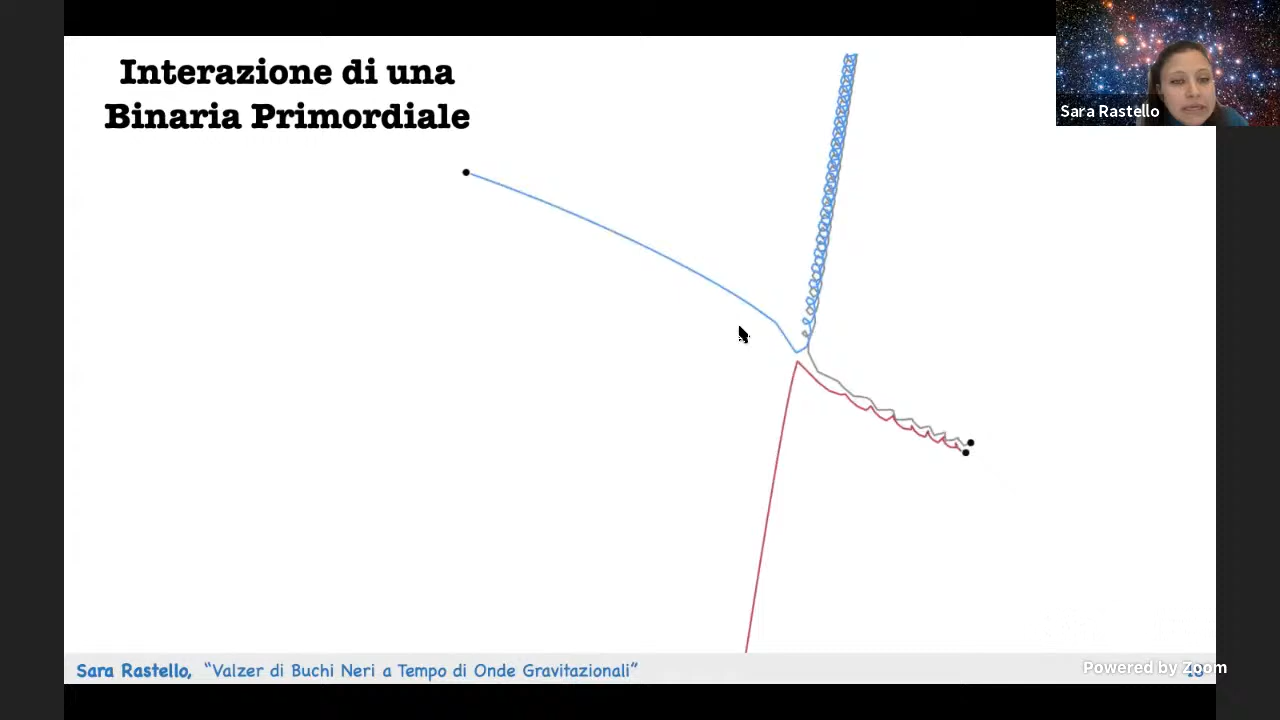 Interazione di una
Binaria Primordiale
Sara Rastello
Sara Rastello, “Valzer di Buchi Neri a Tempo di Onde Gravitazionali”
Powered by Zoom